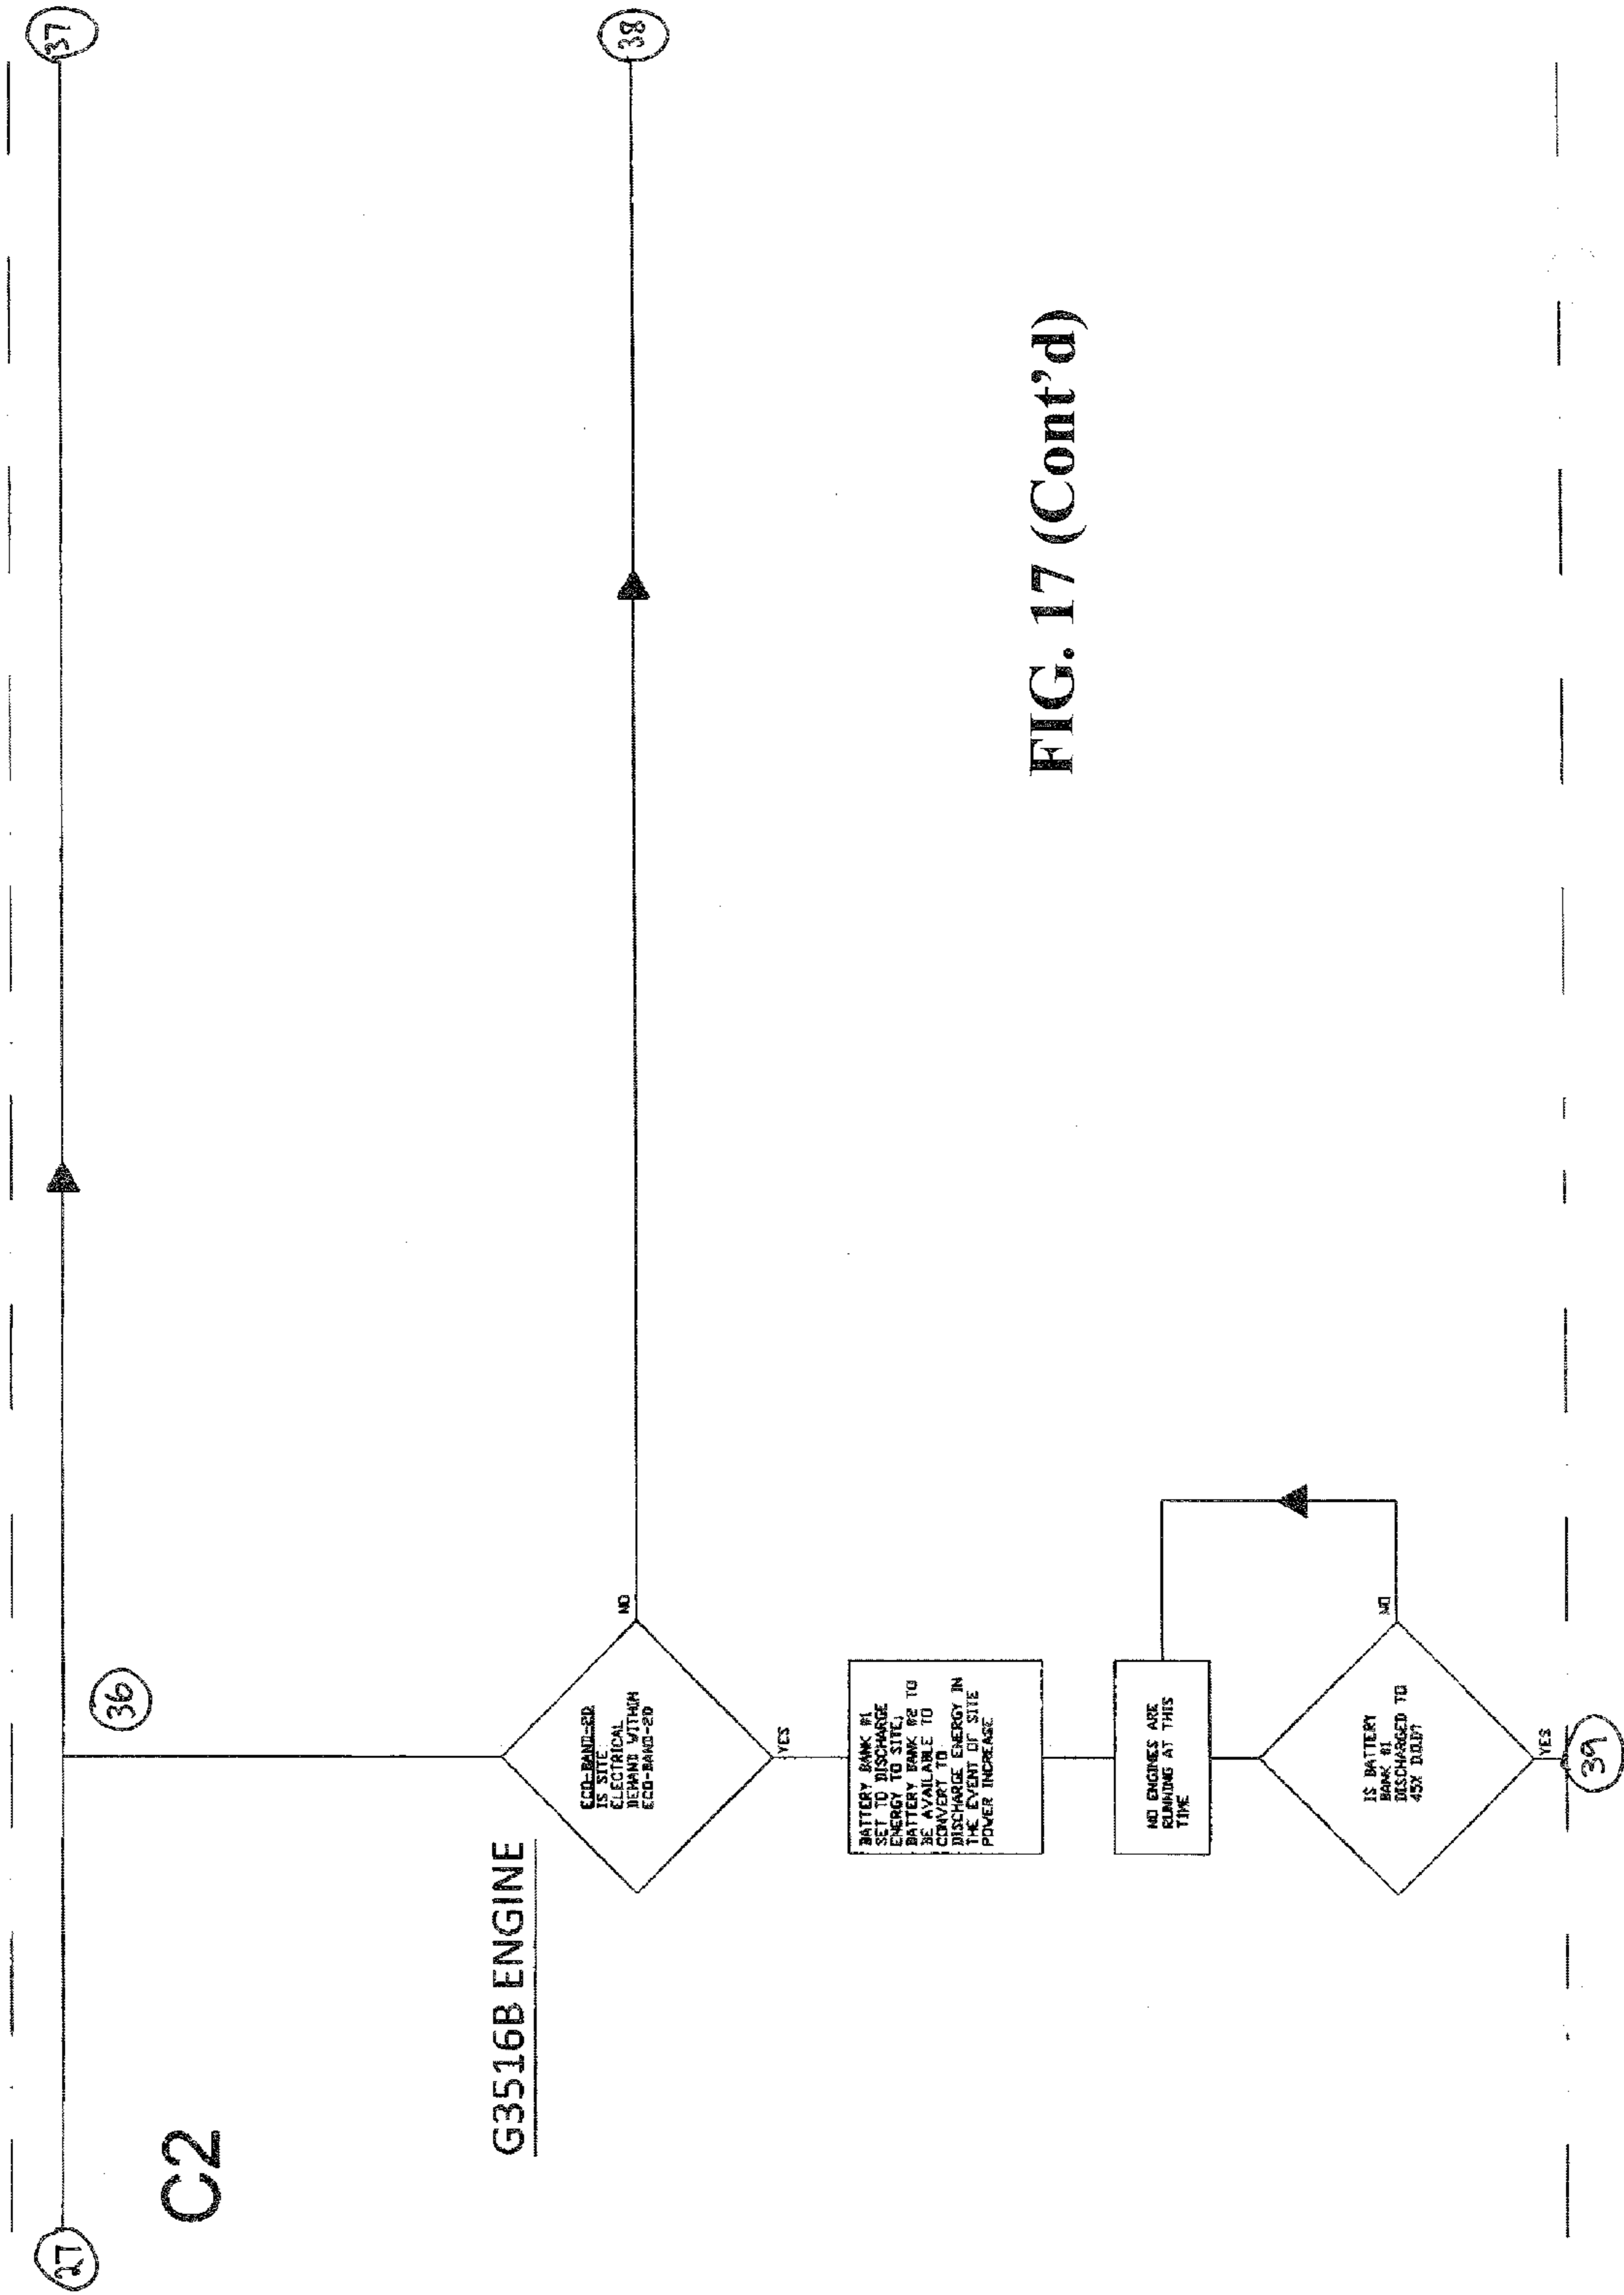 27
37
36
C2
G3516B ENGINE
ECO-BAND-2D
IS SITE
ELECTRICAL
DEMAND WITHIN
ECO-BAND-2D
NO
38
YES
BATTERY BANK #1
SET TO DISCHARGE
ENERGY TO SITE;
BATTERY BANK #2 TO
BE AVAILABLE TO
CONVERT TO
DISCHARGE ENERGY IN
THE EVENT OF SITE
POWER INCREASE
NO ENGINES ARE
RUNNING AT THIS
TIME
IS BATTERY
BANK #1
DISCHARGED TO
45% D.O.D?
NO
YES
39
FIG. 17 (Cont'd)